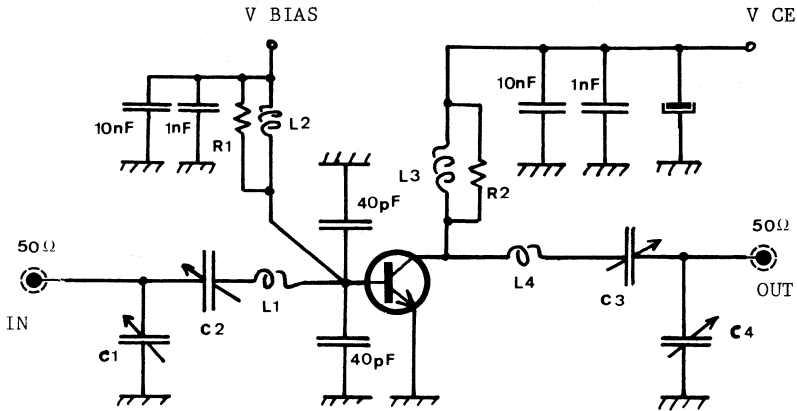 V BIAS
V CE
10nF
1nF
R1
L2
10nF
1nF
L3
R2
40pF
50Ω
50Ω
IN
C1
C2
L1
40pF
L4
C3
C4
OUT